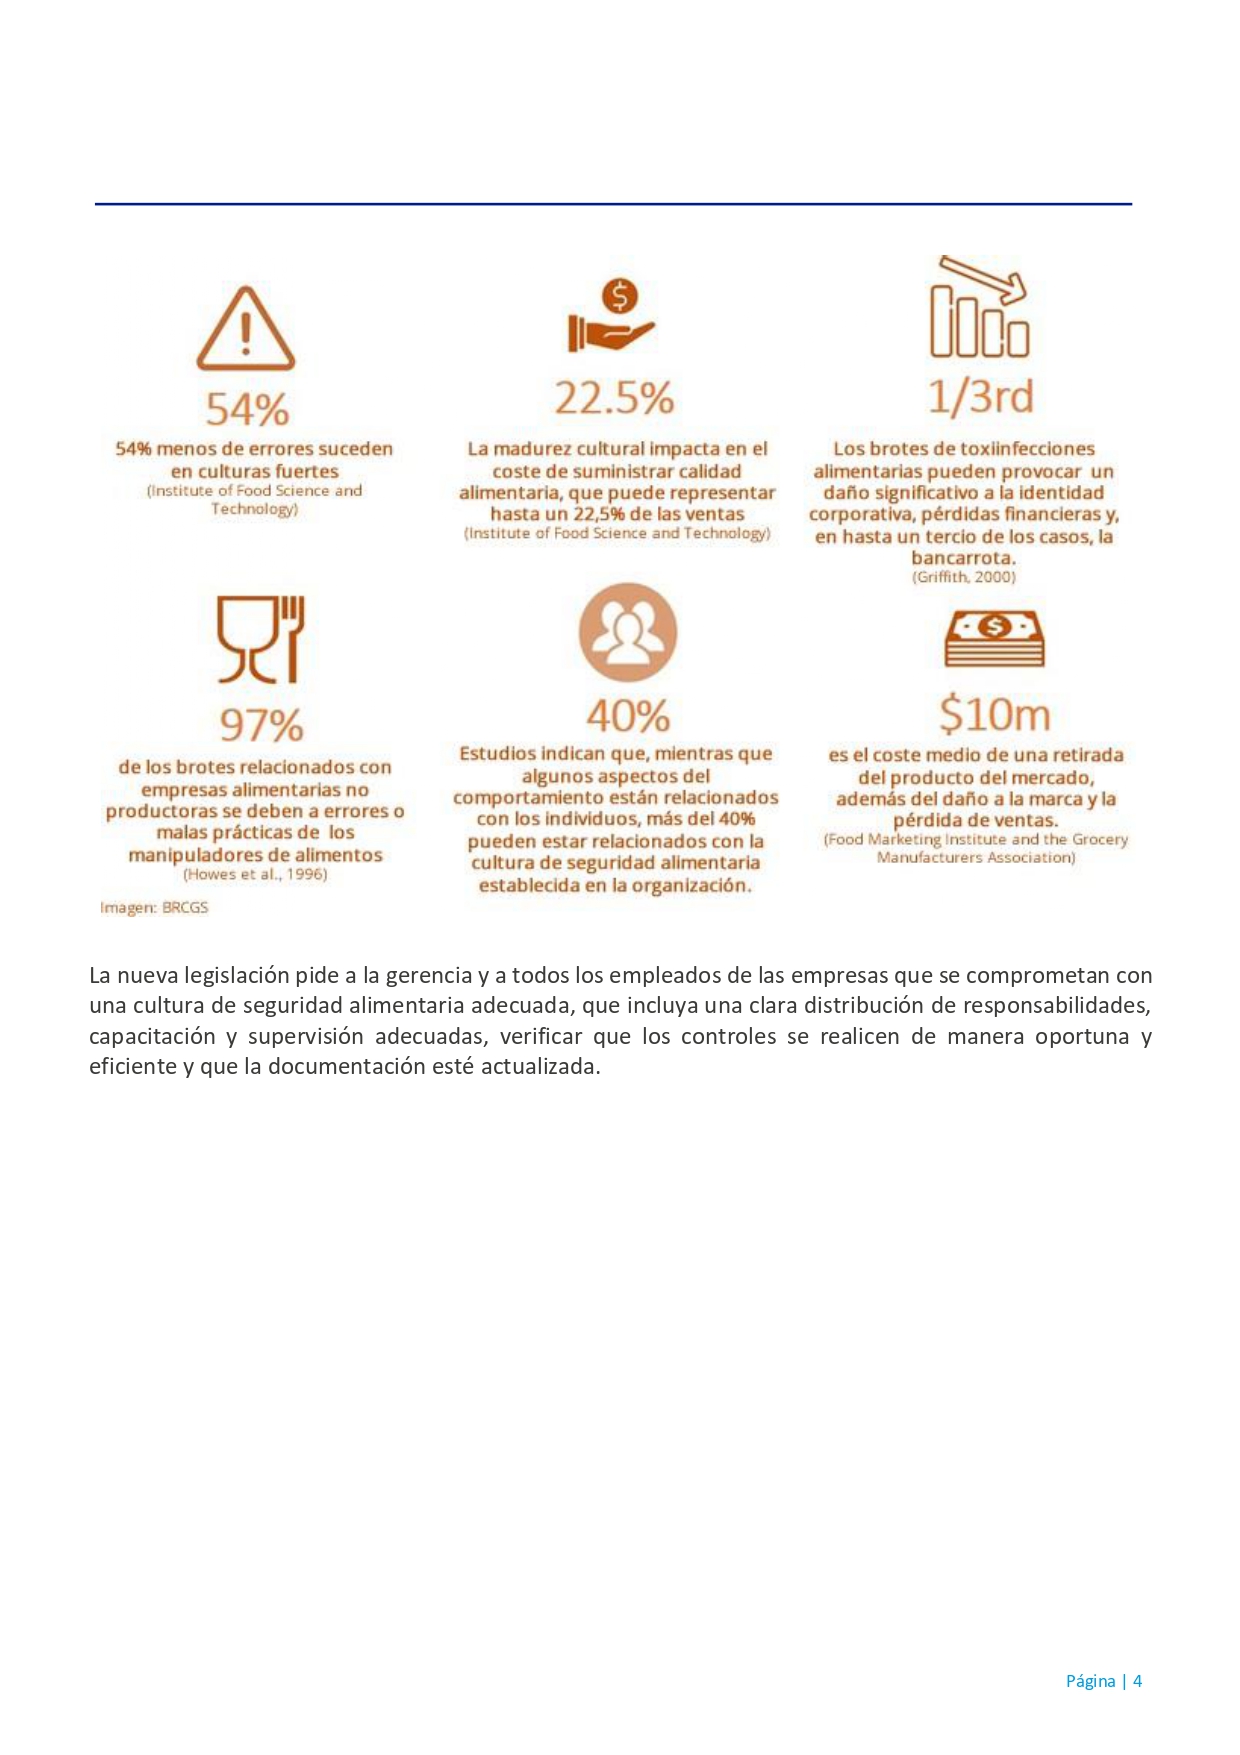 54%
54% menos de errores suceden
en culturas fuertes
(Institute of Food Science and
Technology)
22.5%
La madurez cultural impacta en el
coste de suministrar calidad
alimentaria, que puede representar
hasta un 22,5% de las ventas
(Institute of Food Science and Technology)
1/3rd
Los brotes de toxiinfecciones
alimentarias pueden provocar un
daño significativo a la identidad
corporativa, pérdidas financieras y,
en hasta un tercio de los casos, la
bancarrota.
(Griffith, 2000)
97%
de los brotes relacionados con
empresas alimentarias no
productoras se deben a errores o
malas prácticas de los
manipuladores de alimentos
(Howes et al., 1996)
40%
Estudios indican que, mientras que
algunos aspectos del
comportamiento están relacionados
con los individuos, más del 40%
pueden estar relacionados con la
cultura de seguridad alimentaria
establecida en la organización.
$10m
es el coste medio de una retirada
del producto del mercado,
además del daño a la marca y la
pérdida de ventas.
(Food Marketing Institute and the Grocery
Manufacturers Association)
Imagen: BRCGS
La nueva legislación pide a la gerencia y a todos los empleados de las empresas que se comprometan con
una cultura de seguridad alimentaria adecuada, que incluya una clara distribución de responsabilidades,
capacitación y supervisión adecuadas, verificar que los controles se realicen de manera oportuna y
eficiente y que la documentación esté actualizada.
Página | 4